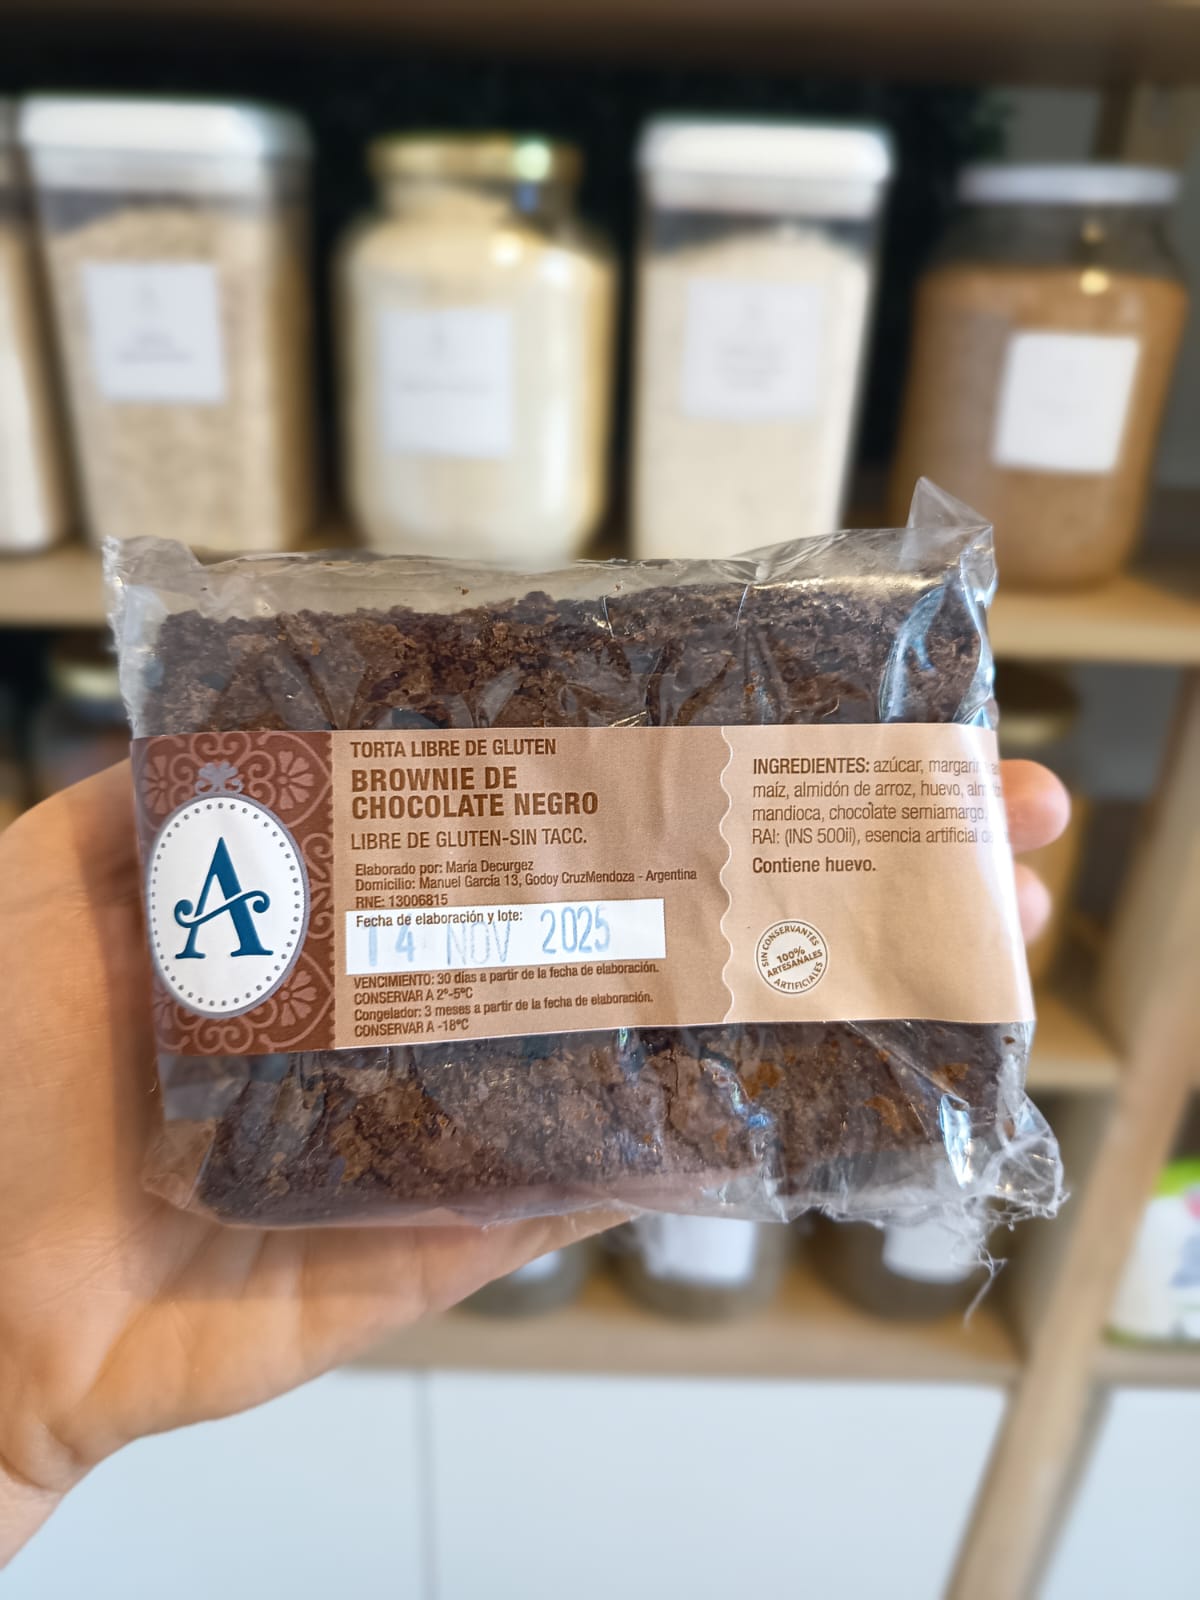 A
TORTA LIBRE DE GLUTEN
BROWNIE DE
CHOCOLATE NEGRO
LIBRE DE GLUTEN-SIN TACC.
Elaborado por: María Decurgez
Domicilio: Manuel García 13, Godoy CruzMendoza - Argentina
RNE: 13006815
Fecha de elaboración y lote:
14 NOV 2025
VENCIMIENTO: 30 días a partir de la fecha de elaboración.
CONSERVAR A 2º-5ºC
Congelador: 3 meses a partir de la fecha de elaboración.
CONSERVAR A -18ºC
INGREDIENTES: azúcar,
maíz, almidón de arroz, huevo,
mandioca, chocolate semiamargo,
RAI: (INS 500ii), esencia artificial
Contiene huevo.
SIN CONSERVANTES
100%
ARTESANALES
ARTIFICIALES